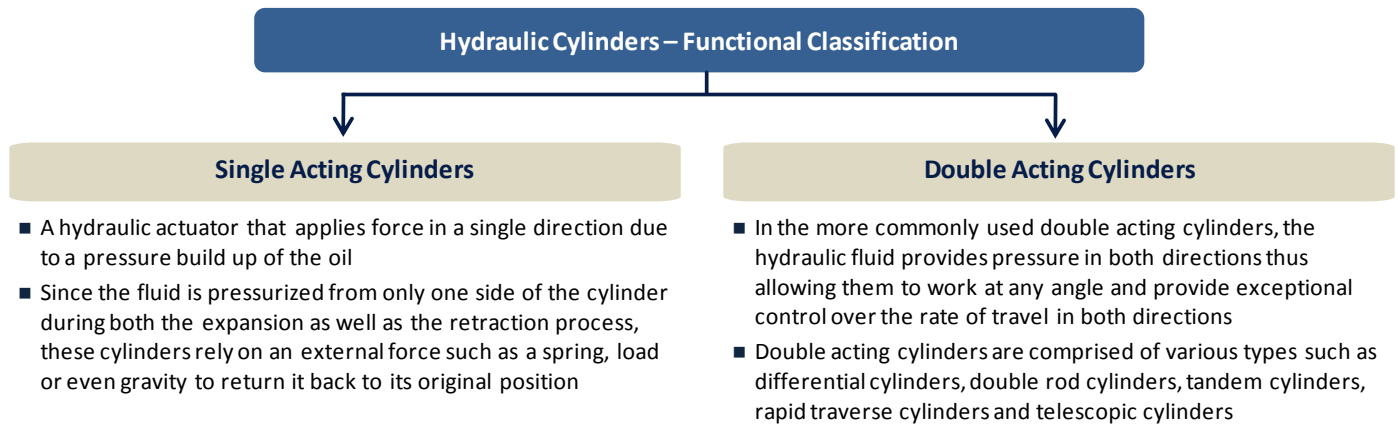 Hydraulic Cylinders – Functional Classification
Single Acting Cylinders
■ A hydraulic actuator that applies force in a single direction due
to a pressure build up of the oil
■ Since the fluid is pressurized from only one side of the cylinder
during both the expansion as well as the retraction process,
these cylinders rely on an external force such as a spring, load
or even gravity to return it back to its original position
Double Acting Cylinders
■ In the more commonly used double acting cylinders, the
hydraulic fluid provides pressure in both directions thus
allowing them to work at any angle and provide exceptional
control over the rate of travel in both directions
■ Double acting cylinders are comprised of various types such as
differential cylinders, double rod cylinders, tandem cylinders,
rapid traverse cylinders and telescopic cylinders